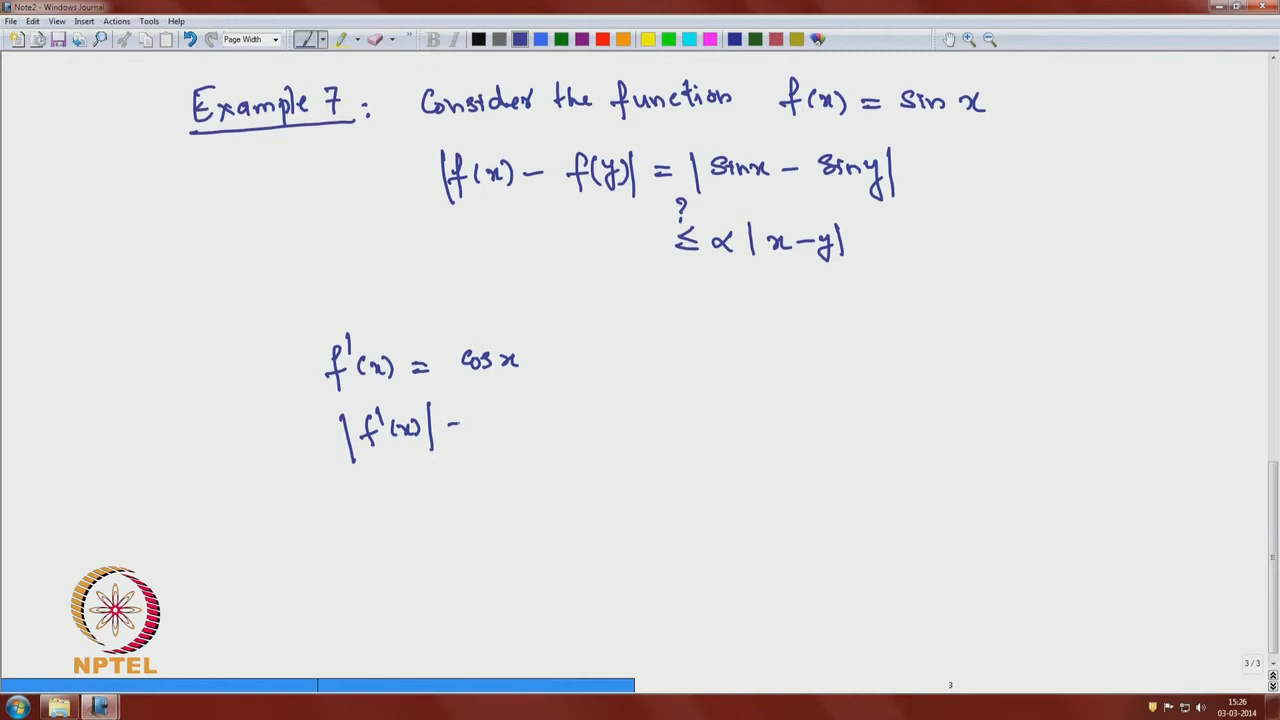 Note2 - Windows Journal
File Edit View Insert Actions Tools Help
Page Width
Example 7 : Consider the function f(x) = sin x
|f(x) - f(y)| = | sinx - siny|
?
≤ α | x - y|
f'(x) = cos x
|f'(x)| -
NPTEL
3 / 3
3
15:26
03-03-2014